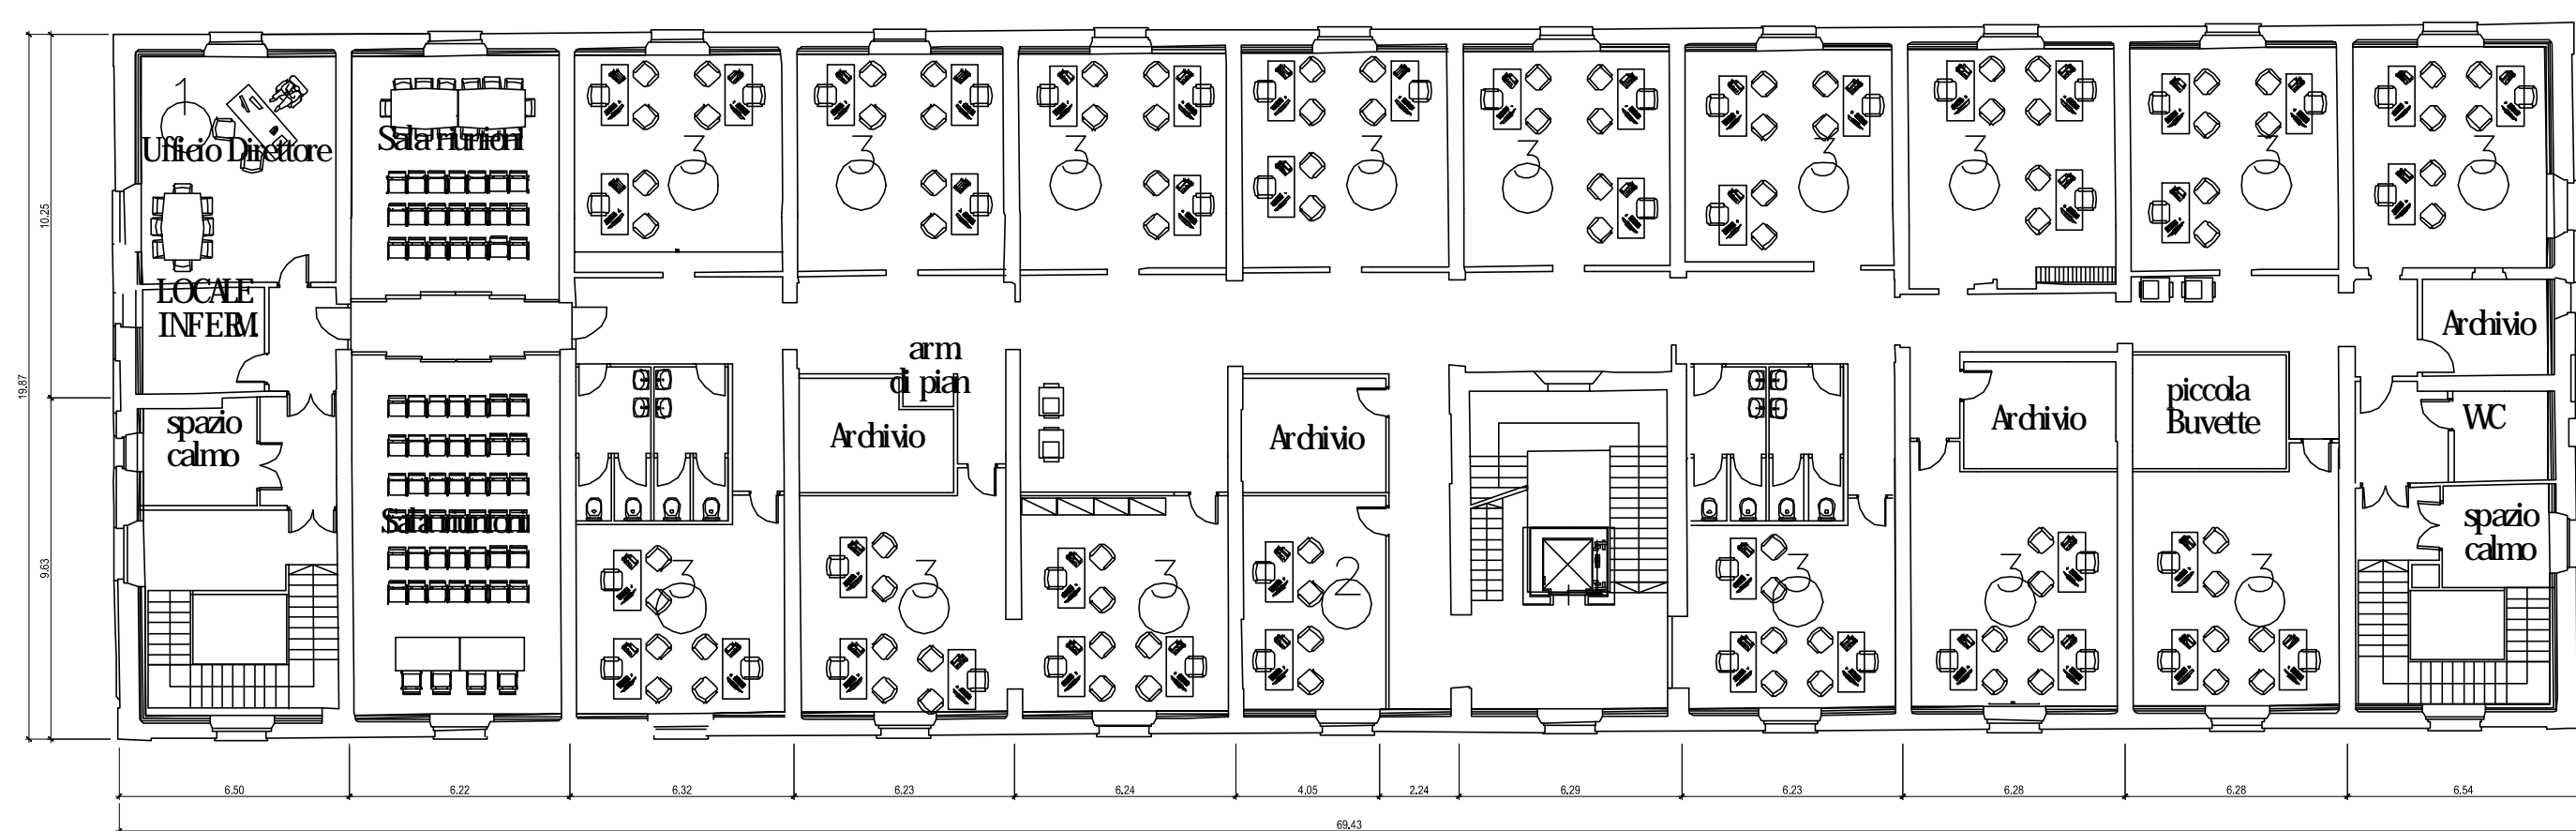 1
Ufficio Direttore
Sala riunioni
3
3
3
3
3
3
3
3
3
10.25
19.87
9.63
LOCALE
INFERM.
arm.
di pian
Archivio
spazio
calmo
Archivio
Archivio
Archivio
piccola
Buvette
WC
Sala riunioni
spazio
calmo
3
3
3
2
3
3
3
6.50
6.22
6.32
6.23
6.24
4.05
2.24
6.29
6.23
6.28
6.28
6.54
69.43